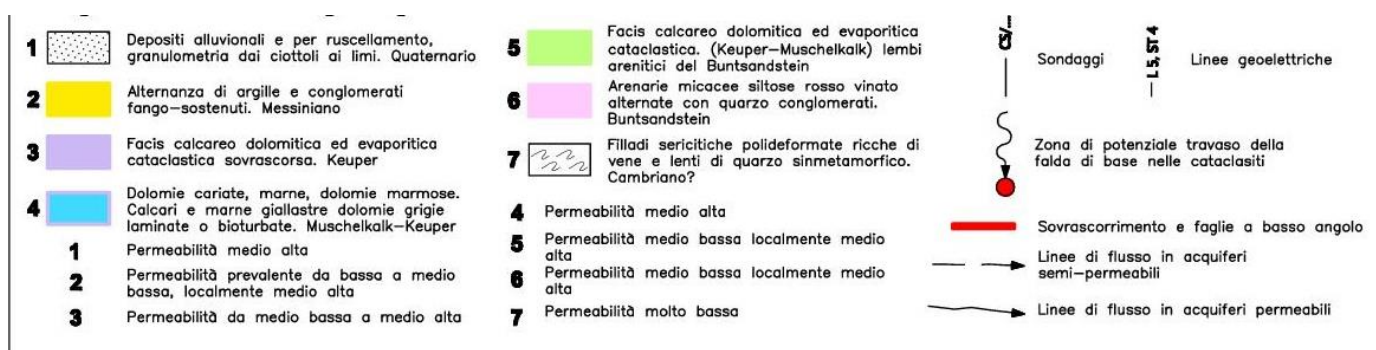 1 Depositi alluvionali e per ruscellamento,
granulometria dai ciottoli ai limi. Quaternario
2 Alternanza di argille e conglomerati
fango-sostenuti. Messiniano
3 Facis calcareo dolomitica ed evaporitica
cataclastica sovrascorsa. Keuper
4 Dolomie cariate, marne, dolomie marmose.
Calcari e marne giallastre dolomie grigie
laminate o bioturbate. Muschelkalk-Keuper
1 Permeabilità medio alta
2 Permeabilità prevalente da bassa a medio
bassa, localmente medio alta
3 Permeabilità da medio bassa a medio alta
5 Facis calcareo dolomitica ed evaporitica
cataclastica. (Keuper-Muschelkalk) lembi
arenitici del Buntsandstein
6 Arenarie micacee siltose rosso vinato
alternate con quarzo conglomerati.
Buntsandstein
7 Filladi sericitiche polideformate ricche di
vene e lenti di quarzo sinmetamorfico.
Cambriano?
4 Permeabilità medio alta
5 Permeabilità medio bassa localmente medio
alta
6 Permeabilità medio bassa localmente medio
alta
7 Permeabilità molto bassa
CS/...
Sondaggi
L 5, ST 4
Linee geoelettriche
Zona di potenziale travaso della
falda di base nelle cataclasiti
Sovrascorrimento e faglie a basso angolo
Linee di flusso in acquiferi
semi-permeabili
Linee di flusso in acquiferi permeabili